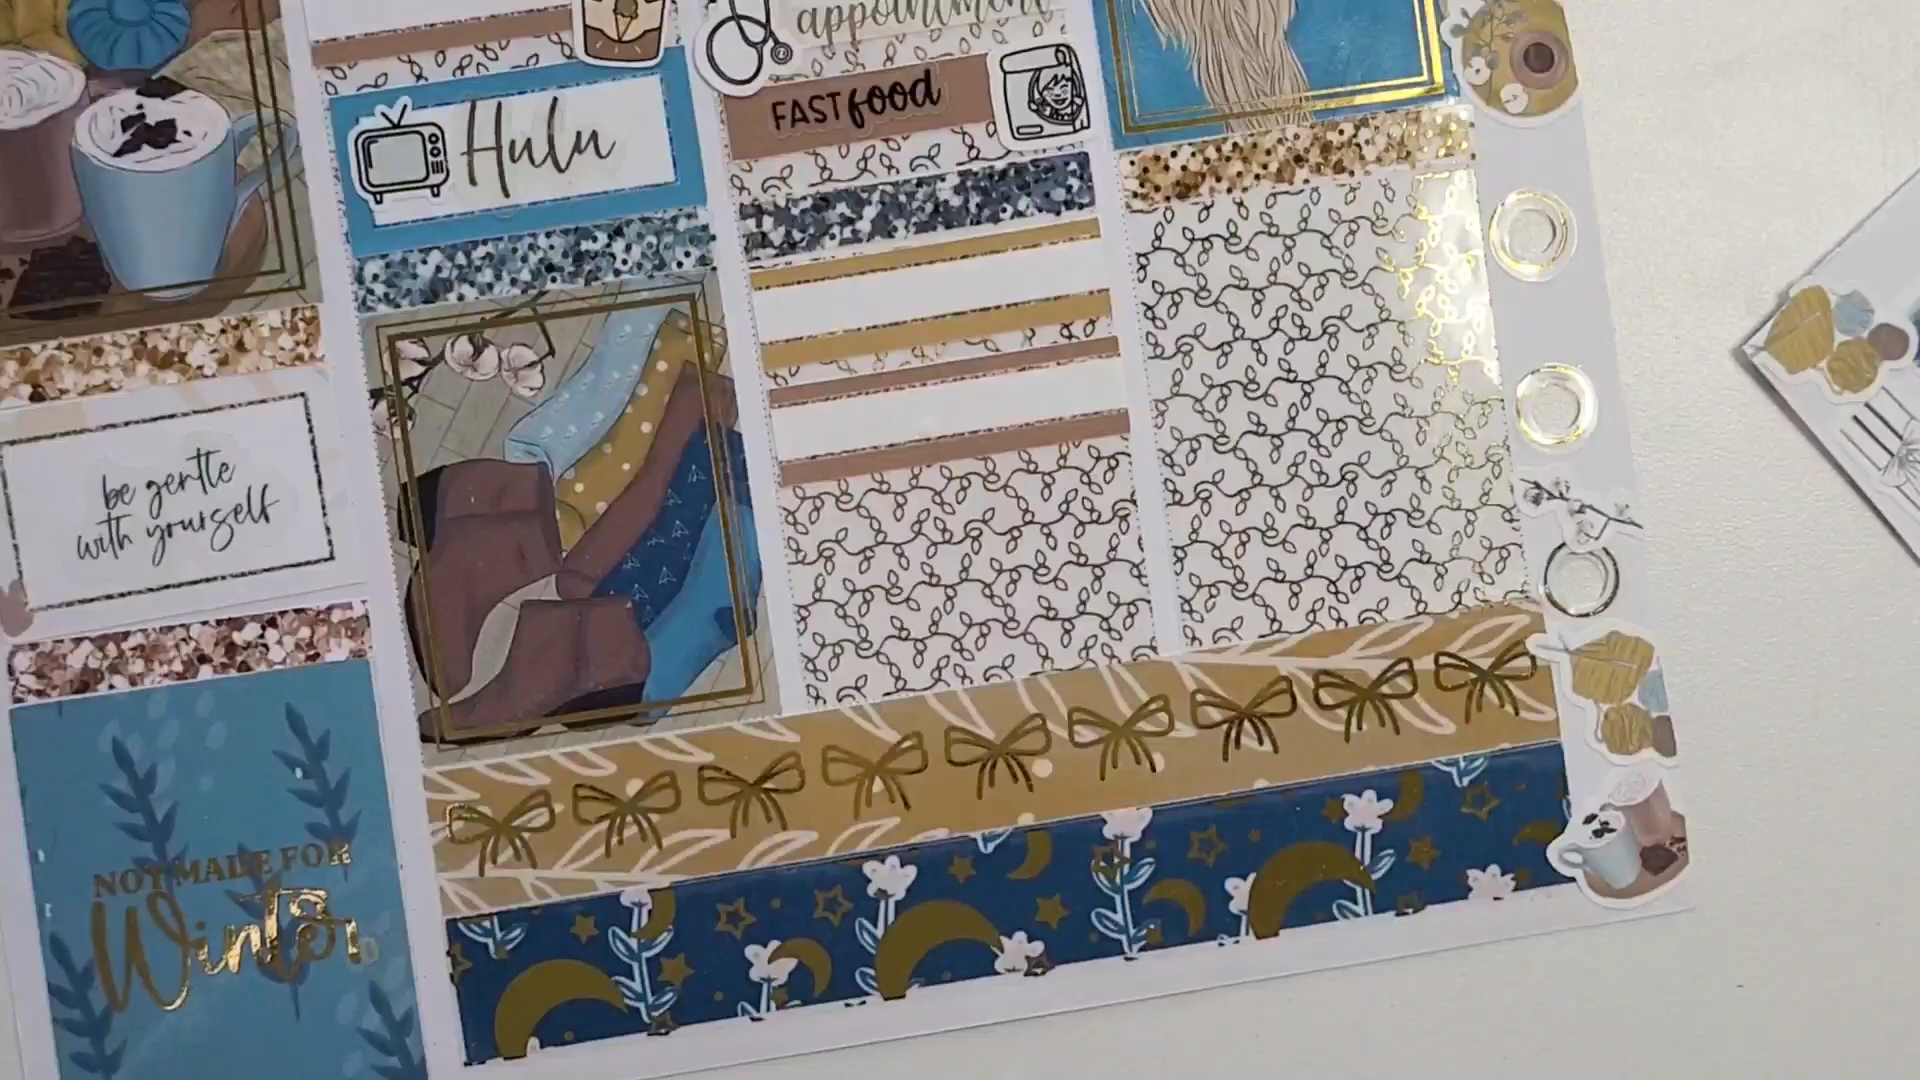 appointment
Hulu
FAST food
be gentle
with yourself
NOT MADE FOR
Winter